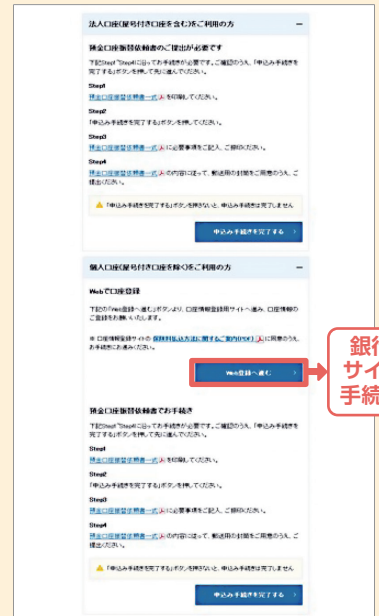 法人口座(屋号付き口座を含む)をご利用の方
預金口座振替依頼書のご提出が必要です
下記Step1~Step4に沿ってお手続きが必要です。ご確認のうえ、「申込み手続きを
完了する」ボタンを押して先に進んでください。
Step1
預金口座振替依頼書一式 を印刷してください。
Step2
「申込み手続きを完了する」ボタンを押してください。
Step3
預金口座振替依頼書一式 に必要事項をご記入、ご捺印ください。
Step4
預金口座振替依頼書一式 の内容に従って、郵送用の封筒をご用意のうえ、ご
提出ください。
「申込み手続きを完了する」ボタンを押さないと、申込み手続きは完了しません
申込み手続きを完了する
個人口座(屋号付き口座を除く)をご利用の方
Webで口座登録
下記の「Web登録へ進む」ボタンより、口座情報登録用サイトへ進み、口座情報の
ご登録をお願いいたします。
※ 口座情報登録サイトの 保険料払込方法に関するご案内(PDF) に同意のうえ、
お手続きにお進みください。
Web登録へ進む
銀行
サイ
手続
預金口座振替依頼書でお手続き
下記Step1~Step4に沿ってお手続きが必要です。ご確認のうえ、「申込み手続きを
完了する」ボタンを押して先に進んでください。
Step1
預金口座振替依頼書一式 を印刷してください。
Step2
「申込み手続きを完了する」ボタンを押してください。
Step3
預金口座振替依頼書一式 に必要事項をご記入、ご捺印ください。
Step4
預金口座振替依頼書一式 の内容に従って、郵送用の封筒をご用意のうえ、ご
提出ください。
「申込み手続きを完了する」ボタンを押さないと、申込み手続きは完了しません
申込み手続きを完了する